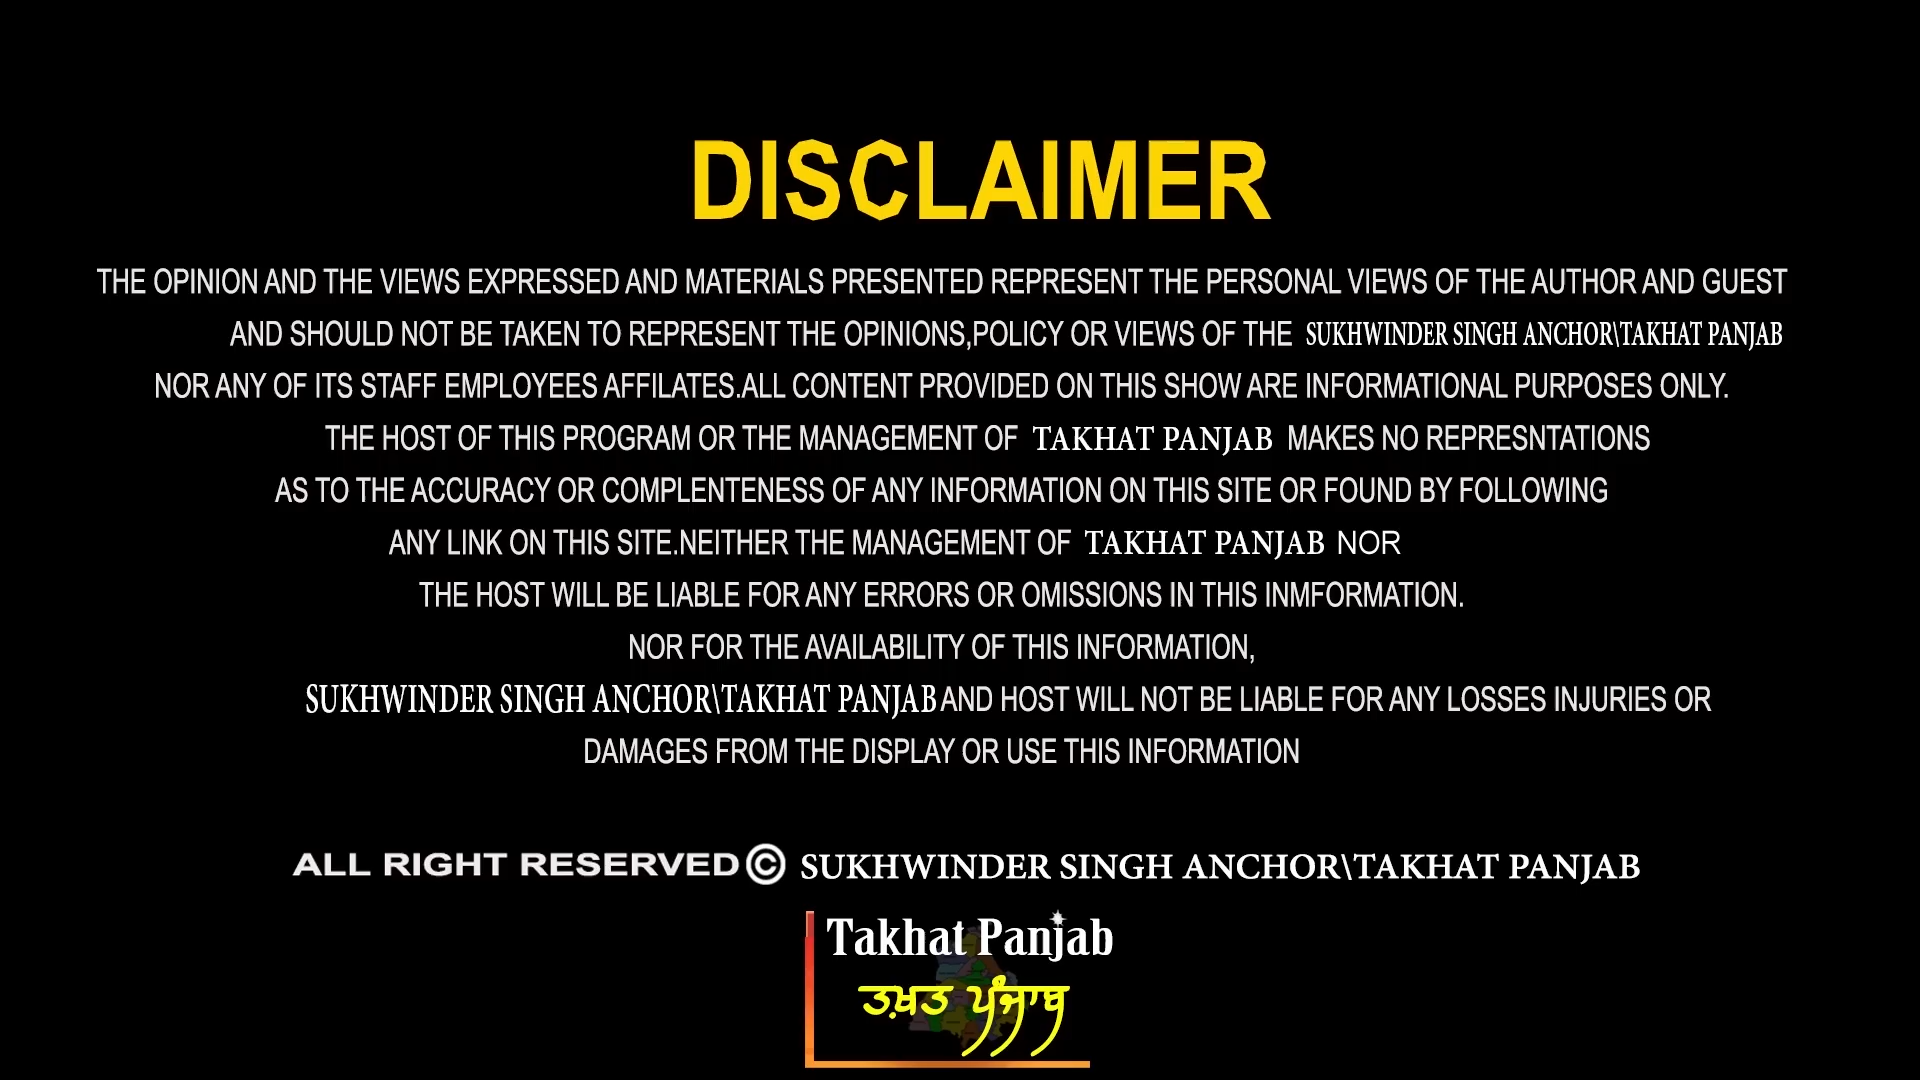 DISCLAIMER
THE OPINION AND THE VIEWS EXPRESSED AND MATERIALS PRESENTED REPRESENT THE PERSONAL VIEWS OF THE AUTHOR AND GUEST
AND SHOULD NOT BE TAKEN TO REPRESENT THE OPINIONS,POLICY OR VIEWS OF THE SUKHWINDER SINGH ANCHOR\TAKHAT PANJAB
NOR ANY OF ITS STAFF EMPLOYEES AFFILATES.ALL CONTENT PROVIDED ON THIS SHOW ARE INFORMATIONAL PURPOSES ONLY.
THE HOST OF THIS PROGRAM OR THE MANAGEMENT OF TAKHAT PANJAB MAKES NO REPRESNTATIONS
AS TO THE ACCURACY OR COMPLENTENESS OF ANY INFORMATION ON THIS SITE OR FOUND BY FOLLOWING
ANY LINK ON THIS SITE.NEITHER THE MANAGEMENT OF TAKHAT PANJAB NOR
THE HOST WILL BE LIABLE FOR ANY ERRORS OR OMISSIONS IN THIS INMFORMATION.
NOR FOR THE AVAILABILITY OF THIS INFORMATION,
SUKHWINDER SINGH ANCHOR\TAKHAT PANJAB AND HOST WILL NOT BE LIABLE FOR ANY LOSSES INJURIES OR
DAMAGES FROM THE DISPLAY OR USE THIS INFORMATION
ALL RIGHT RESERVED © SUKHWINDER SINGH ANCHOR\TAKHAT PANJAB
Takhat Panjab
ਤਖ਼ਤ ਪੰਜਾਬ